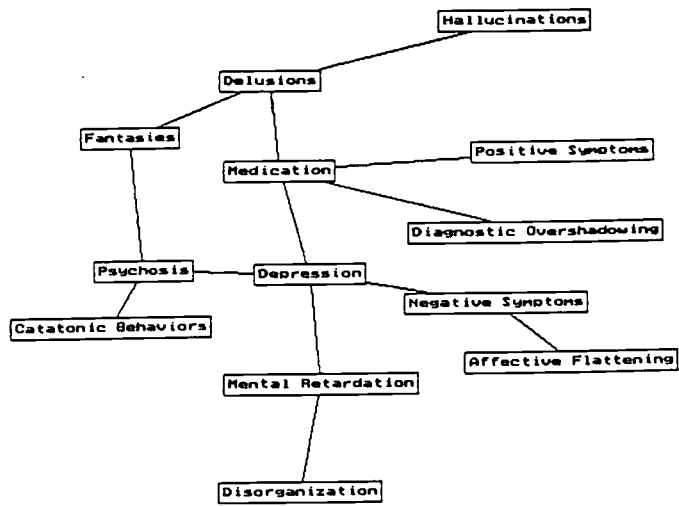 Hallucinations
Delusions
Fantasies
Positive Symptoms
Medication
Diagnostic Overshadowing
Psychosis
Depression
Negative Symptoms
Catatonic Behaviors
Affective Flattening
Mental Retardation
Disorganization